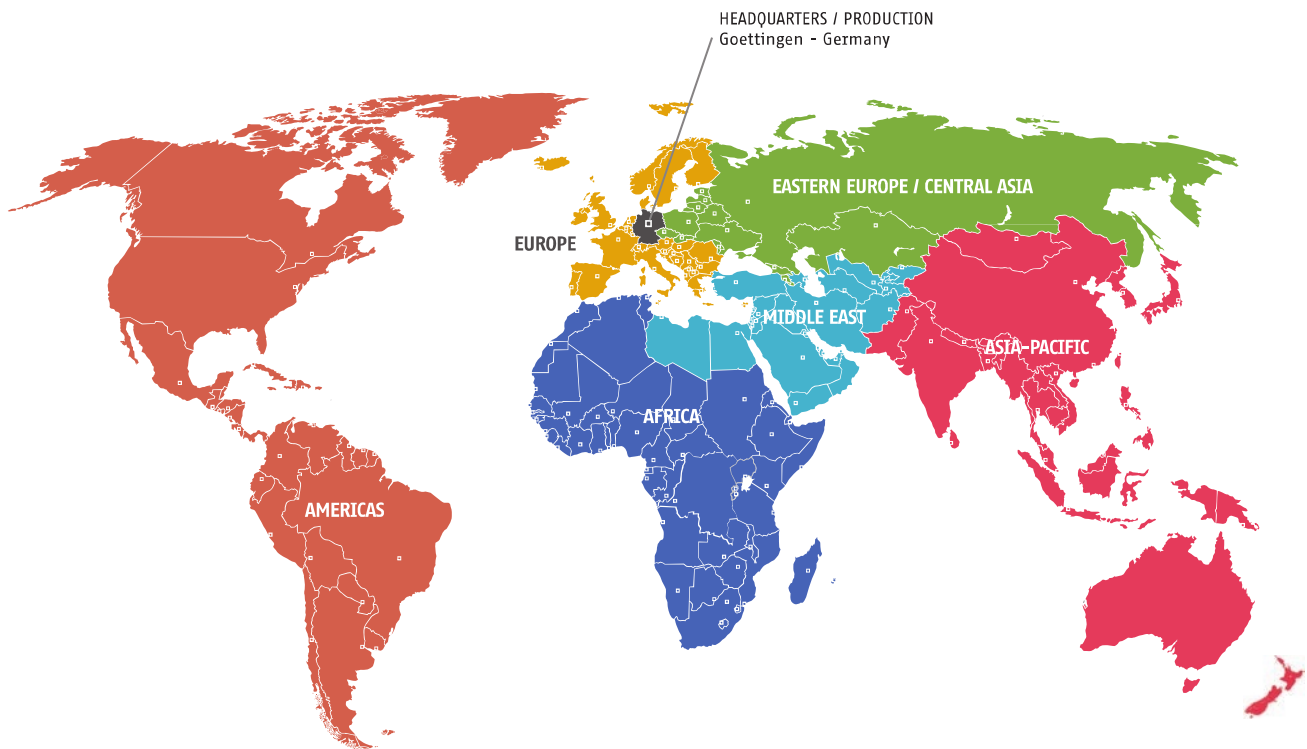 HEADQUARTERS / PRODUCTION
Goettingen - Germany
EASTERN EUROPE / CENTRAL ASIA
EUROPE
MIDDLE EAST
ASIA-PACIFIC
AFRICA
AMERICAS